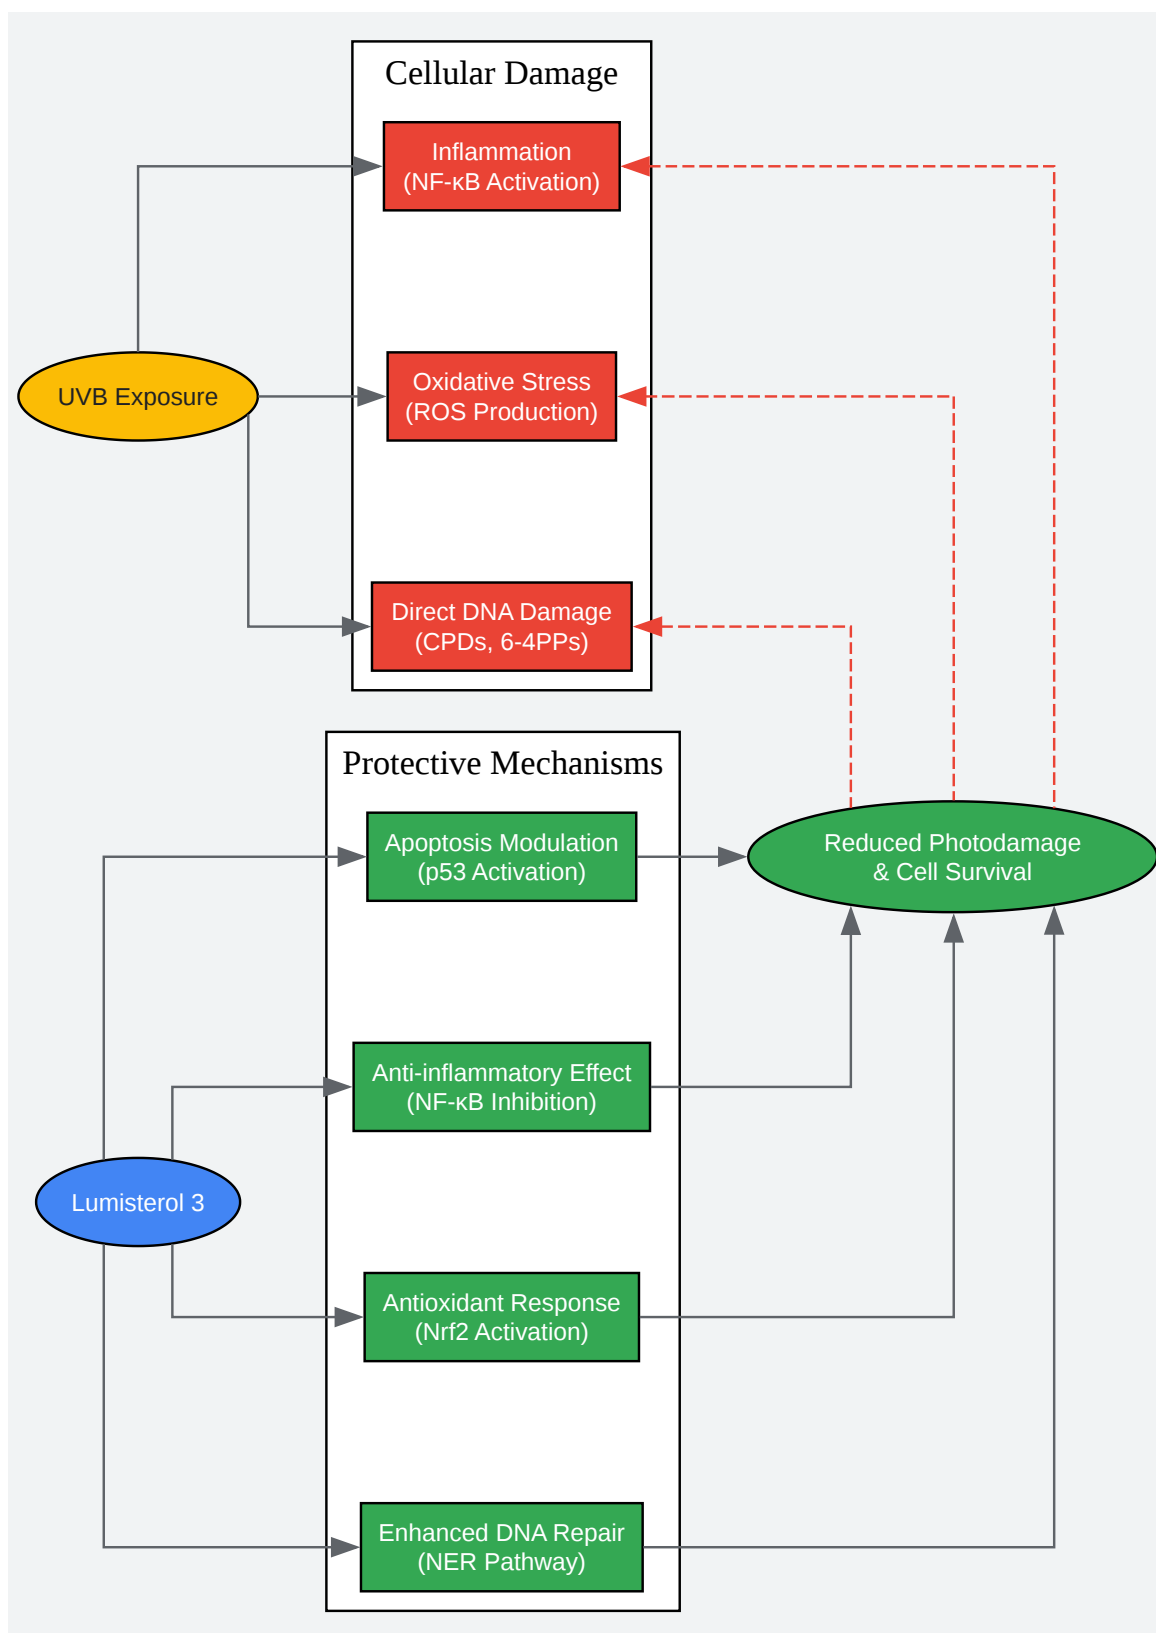 Cellular Damage
Inflammation
(NF-κB Activation)
UVB Exposure
Oxidative Stress
(ROS Production)
Direct DNA Damage
(CPDs, 6-4PPs)
Protective Mechanisms
Apoptosis Modulation
(p53 Activation)
Reduced Photodamage
& Cell Survival
Anti-inflammatory Effect
(NF-κB Inhibition)
Lumisterol 3
Antioxidant Response
(Nrf2 Activation)
Enhanced DNA Repair
(NER Pathway)